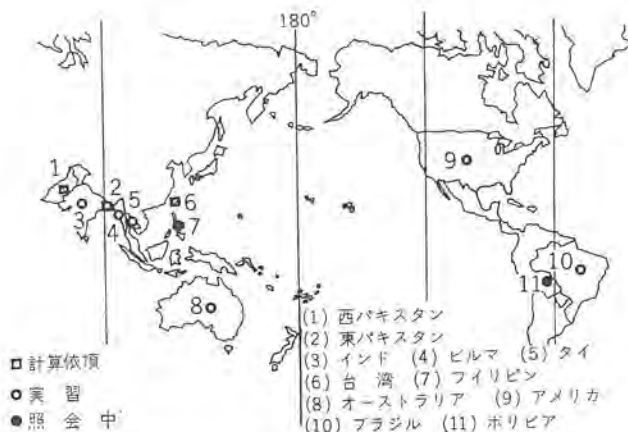 180°
1
2
3
4
5
6
7
8
9
10
11
(1) 西パキスタン
(2) 東パキスタン
(3) インド (4) ビルマ (5) タイ
(6) 台 湾 (7) フイリピン
(8) オーストラリア (9) アメリカ
(10) ブラジル (11) ボリビア
計算依頂
実 習
照 会 中